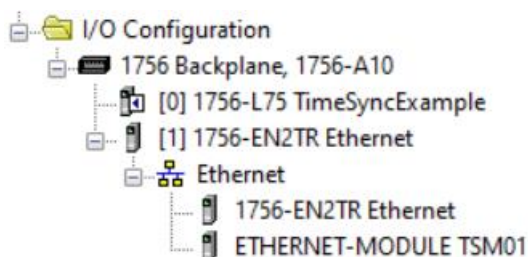 I/O Configuration
1756 Backplane, 1756-A10
[0] 1756-L75 TimeSyncExample
[1] 1756-EN2TR Ethernet
Ethernet
1756-EN2TR Ethernet
ETHERNET-MODULE TSM01